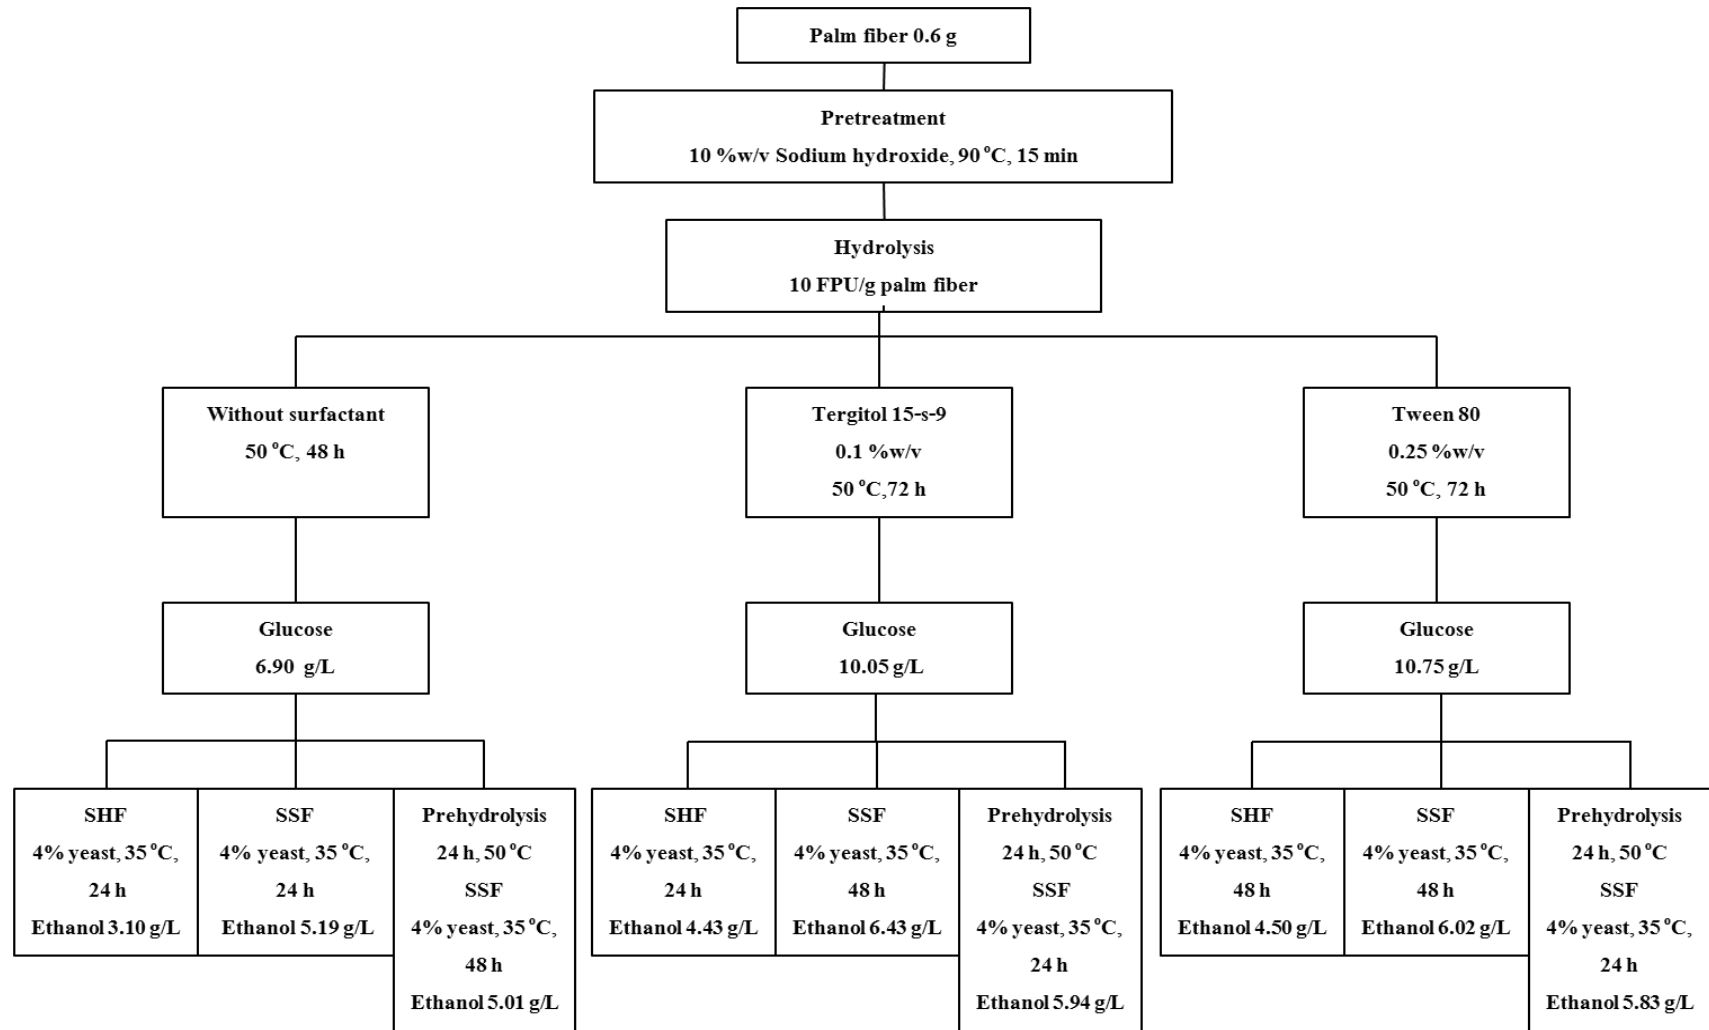 Palm fiber 0.6 g
Pretreatment
10 %w/v Sodium hydroxide, 90 °C, 15 min
Hydrolysis
10 FPU/g palm fiber
Without surfactant
50 °C, 48 h
Tergitol 15-s-9
0.1 %w/v
50 °C,72 h
Tween 80
0.25 %w/v
50 °C, 72 h
Glucose
6.90 g/L
Glucose
10.05 g/L
Glucose
10.75 g/L
SHF
4% yeast, 35 °C,
24 h
Ethanol 3.10 g/L
SSF
4% yeast, 35 °C,
24 h
Ethanol 5.19 g/L
Prehydrolysis
24 h, 50 °C
SSF
4% yeast, 35 °C,
48 h
Ethanol 5.01 g/L
SHF
4% yeast, 35 °C,
24 h
Ethanol 4.43 g/L
SSF
4% yeast, 35 °C,
48 h
Ethanol 6.43 g/L
Prehydrolysis
24 h, 50 °C
SSF
4% yeast, 35 °C,
24 h
Ethanol 5.94 g/L
SHF
4% yeast, 35 °C,
48 h
Ethanol 4.50 g/L
SSF
4% yeast, 35 °C,
48 h
Ethanol 6.02 g/L
Prehydrolysis
24 h, 50 °C
SSF
4% yeast, 35 °C,
24 h
Ethanol 5.83 g/L